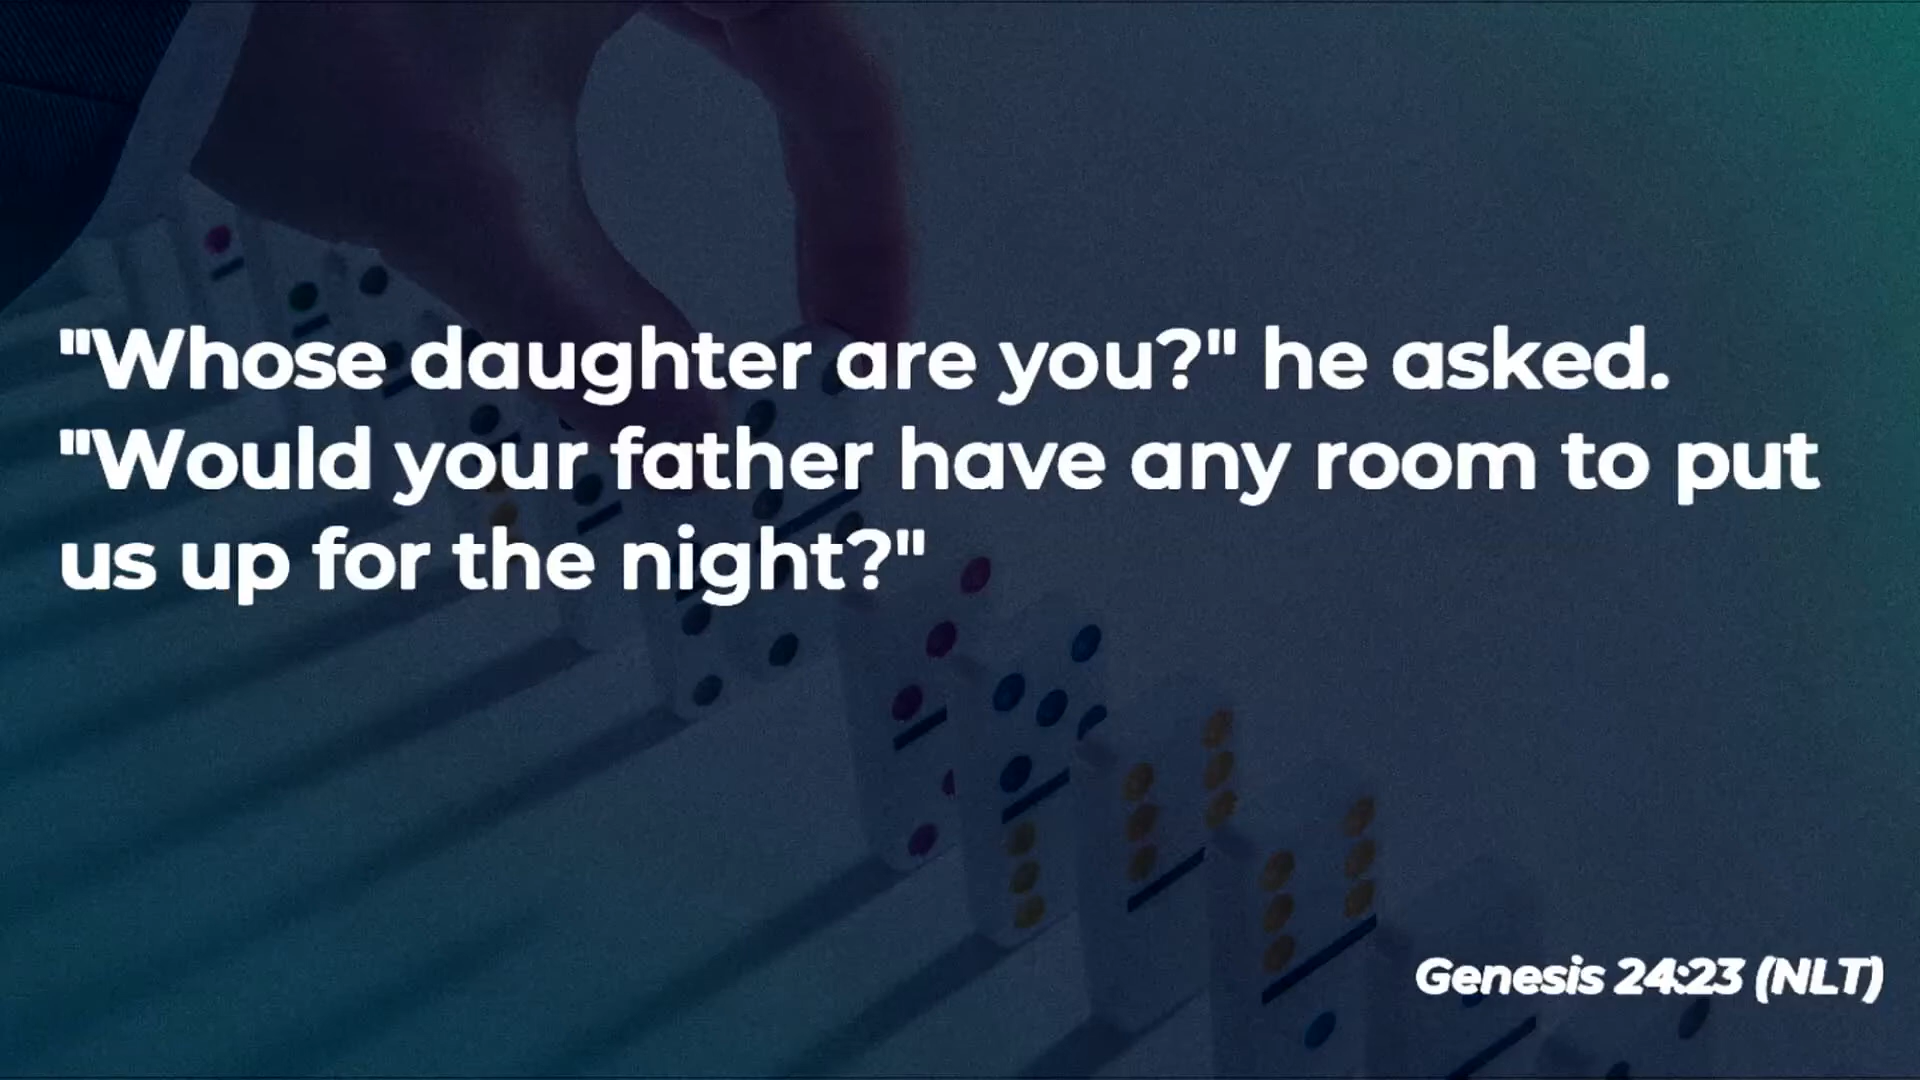 "Whose daughter are you?" he asked.
"Would your father have any room to put
us up for the night?"
Genesis 24:23 (NLT)